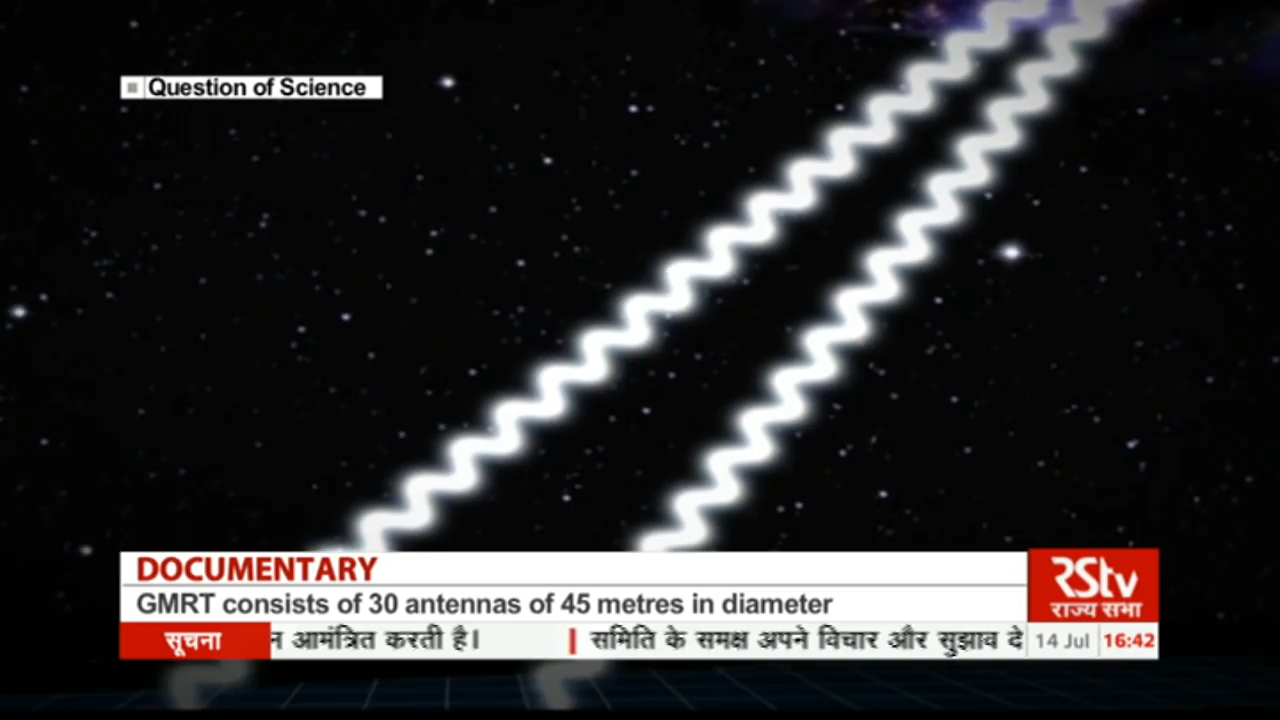 Question of Science
DOCUMENTARY
GMRT consists of 30 antennas of 45 metres in diameter
RStv
राज्य सभा
सूचना
न आमंत्रित करती है।
समिति के समक्ष अपने विचार और सुझाव दे
14 Jul
16:42